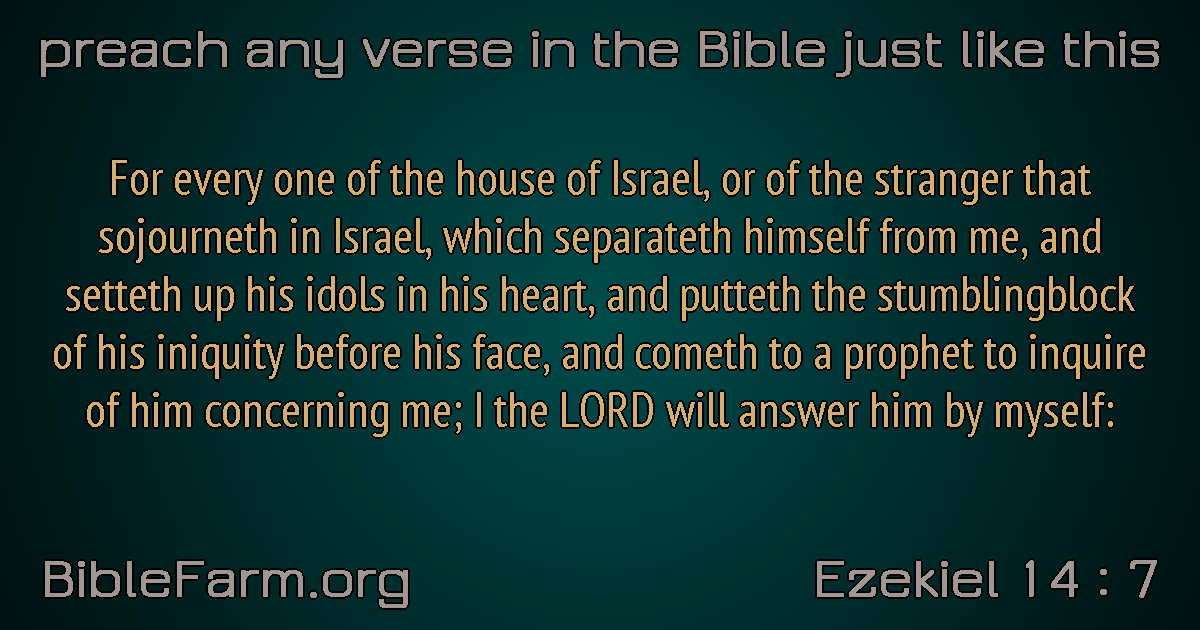 preach any verse in the Bible just like this
For every one of the house of Israel, or of the stranger that
sojourneth in Israel, which separateth himself from me, and
setteth up his idols in his heart, and putteth the stumblingblock
of his iniquity before his face, and cometh to a prophet to inquire
of him concerning me; I the LORD will answer him by myself:
BibleFarm.org
Ezekiel 14 : 7